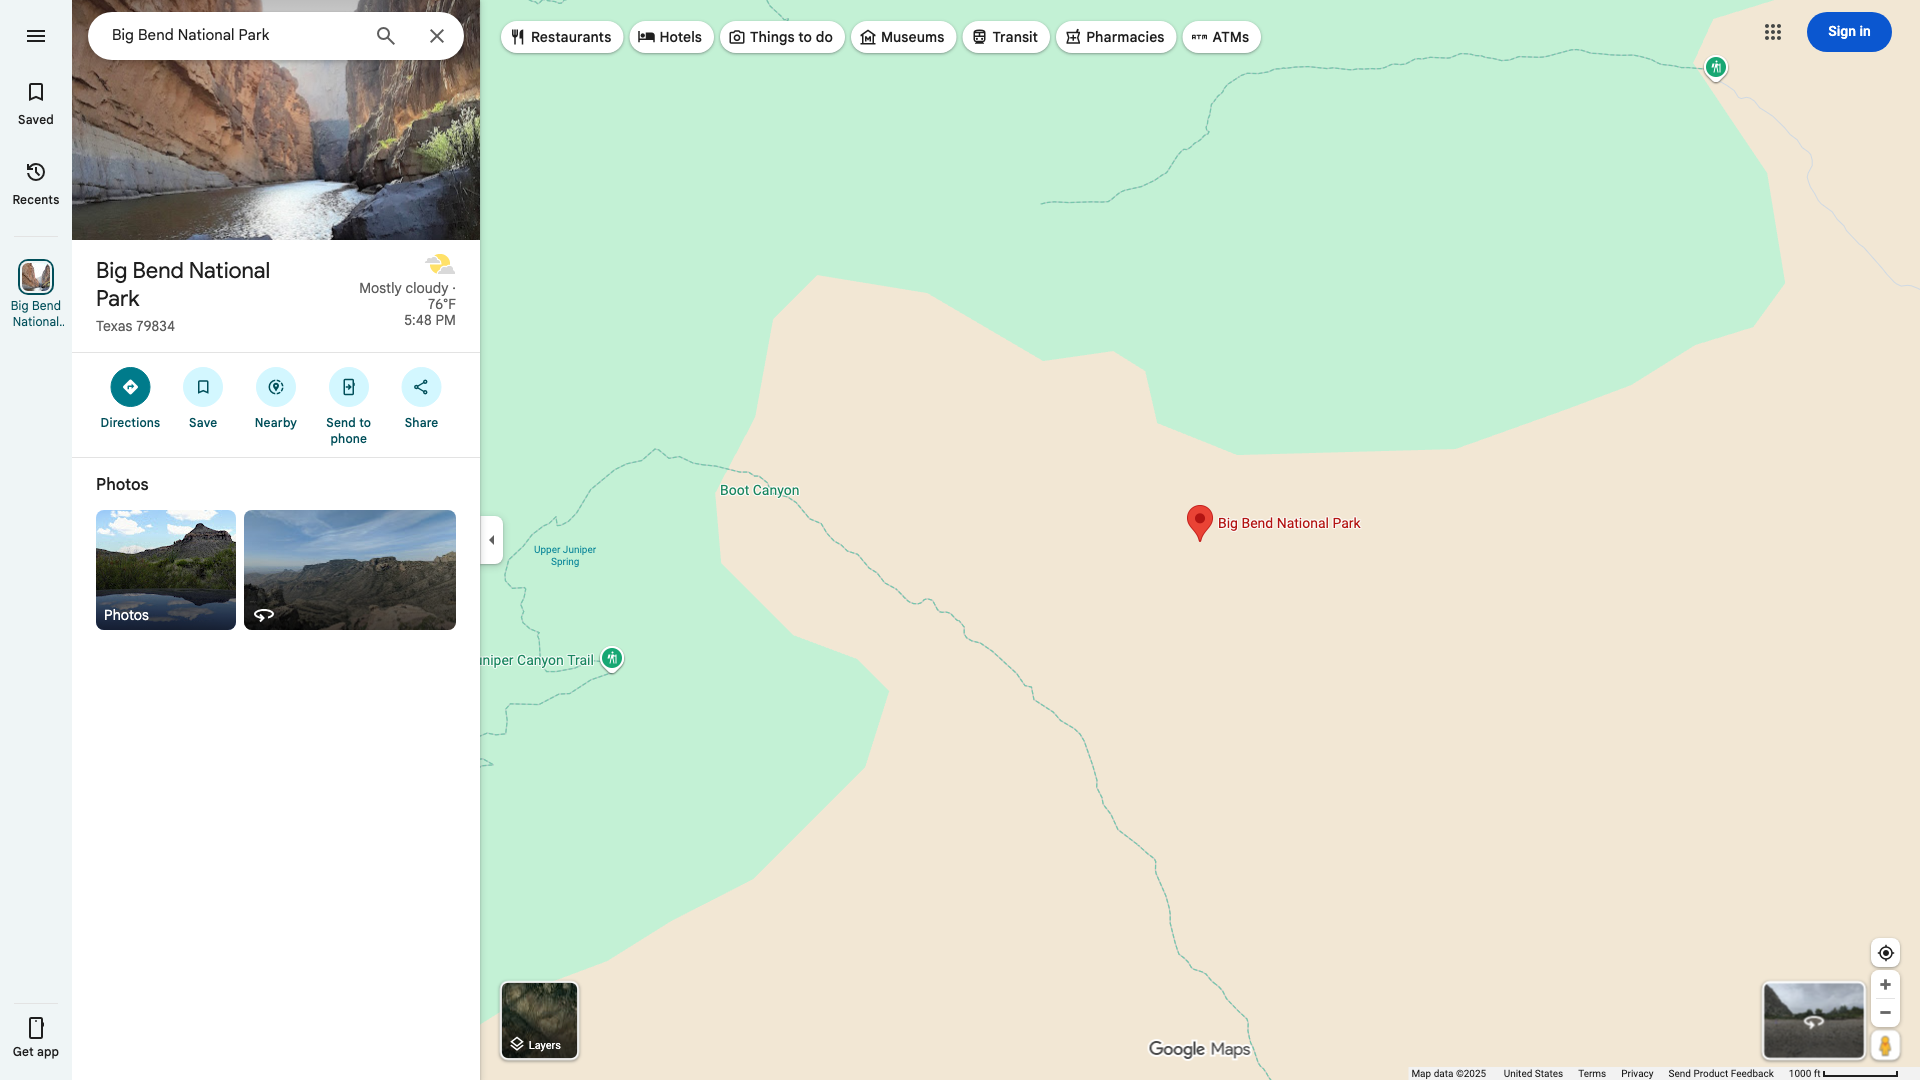 Big Bend National Park
Restaurants
Hotels
Things to do
Museums
Transit
Pharmacies
ATMs
Sign in
Saved
Recents
Big Bend
National..
Big Bend National
Park
Texas 79834
Mostly cloudy ·
76°F
5:48 PM
Directions
Save
Nearby
Send to
phone
Share
Photos
Photos
Boot Canyon
Upper Juniper
Spring
uniper Canyon Trail
Big Bend National Park
Layers
Get app
Google Maps
Map data ©2025 United States Terms Privacy Send Product Feedback 1000 ft